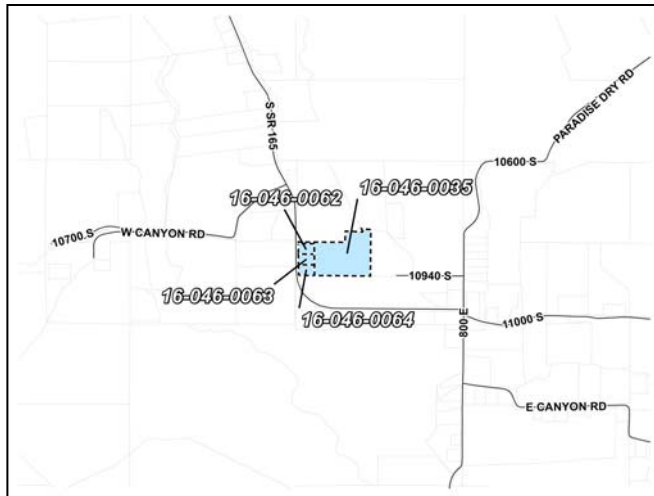 S SR 165
PARADISE DRY RD
10600 S
16-046-0062
16-046-0035
10700 S
W CANYON RD
10940 S
16-046-0063
16-046-0064
800 E
11000 S
E CANYON RD